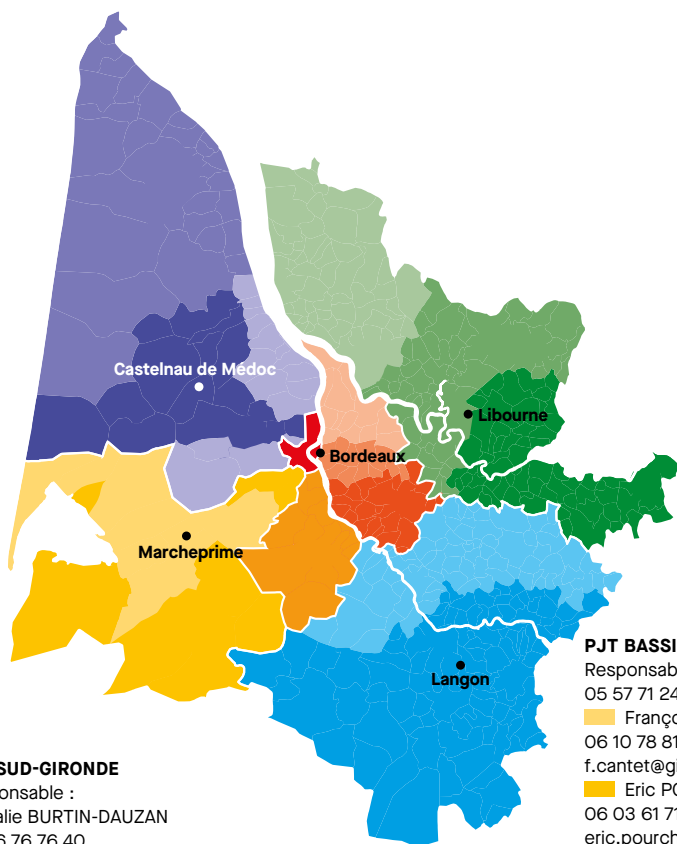 Castelnau de Médoc
Libourne
Bordeaux
Marcheprime
Langon
SUD-GIRONDE
onsable :
alie BURTIN-DAUZAN
6 76 76 40
PJT BASSI
Responsab
05 57 71 24
Franço
06 10 78 81
f.cantet@gi
Eric PO
06 03 61 71
eric.pourch